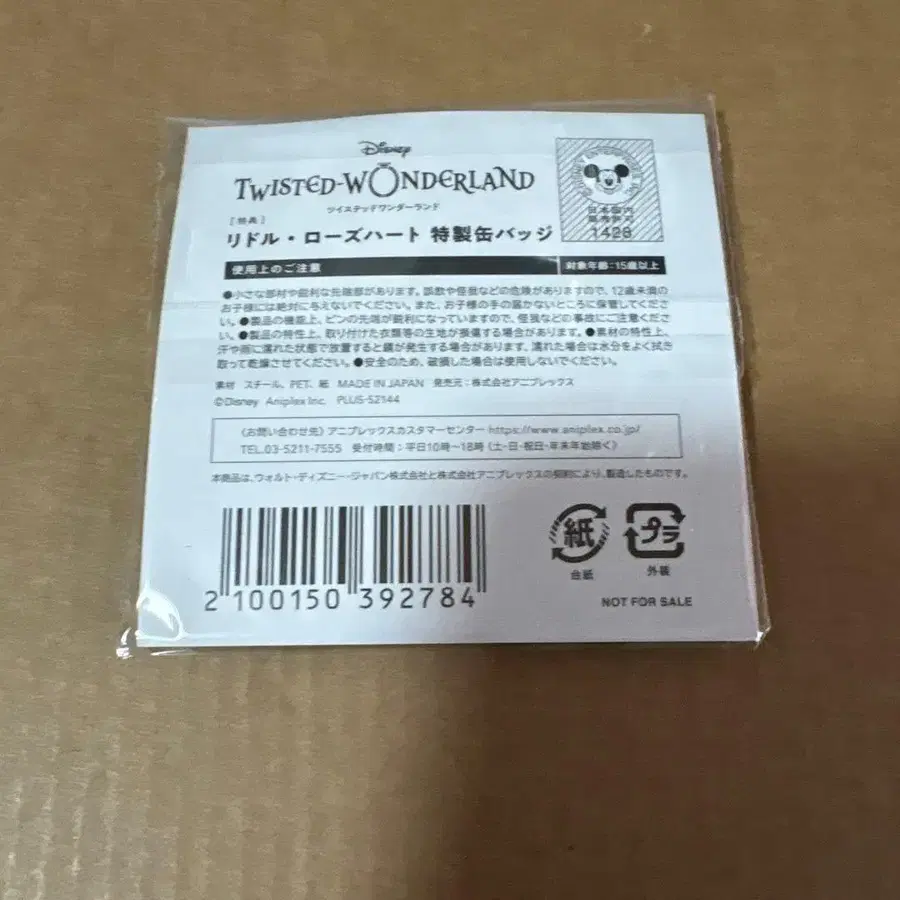 Disney
TWISTED-WONDERLAND
ツイステッドワンダーランド
[特典]
リドル・ローズハート 特製缶バッジ
日本国内
販売許可
1428
使用上のご注意
対象年齢:15歳以上
●小さな部材や鋭利な先端部があります。誤飲や怪我などの危険がありますので、12歳未満の
お子様には絶対に与えないでください。また、お子様の手の届かないところに保管してくださ
い。●製品の機能上、ピンの先端が鋭利になっていますので、怪我などの事故にご注意くださ
い。●製品の特性上、取り付けた衣類等の生地が損傷する場合があります。●素材の特性上、
汗や雨に濡れた状態で放置すると錆が発生する場合があります。濡れた場合は水分をよく拭き
取って乾燥させてください。●安全のため、破損した場合は使用しないでください。
素材 スチール、PET、紙 MADE IN JAPAN 発売元:株式会社アニプレックス
©Disney Aniplex Inc. PLUS-52144
《お問い合わせ先》アニプレックスカスタマーセンター https://www.aniplex.co.jp/
TEL.03-5211-7555 受付時間:平日10時~18時《土・日・祝日・年末年始除く》
本商品は、ウォルト・ディズニー・ジャパン株式会社と株式会社アニプレックスの契約により、製造したものです。
2 100150 392784
紙
台紙
プラ
外装
NOT FOR SALE